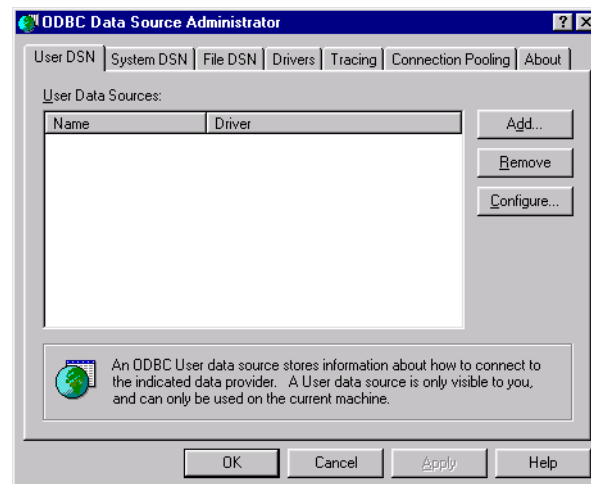 ODBC Data Source Administrator
User DSN System DSN File DSN Drivers Tracing Connection Pooling About
User Data Sources:
Name Driver
Add...
Remove
Configure...
An ODBC User data source stores information about how to connect to
the indicated data provider. A User data source is only visible to you,
and can only be used on the current machine.
OK Cancel Apply Help